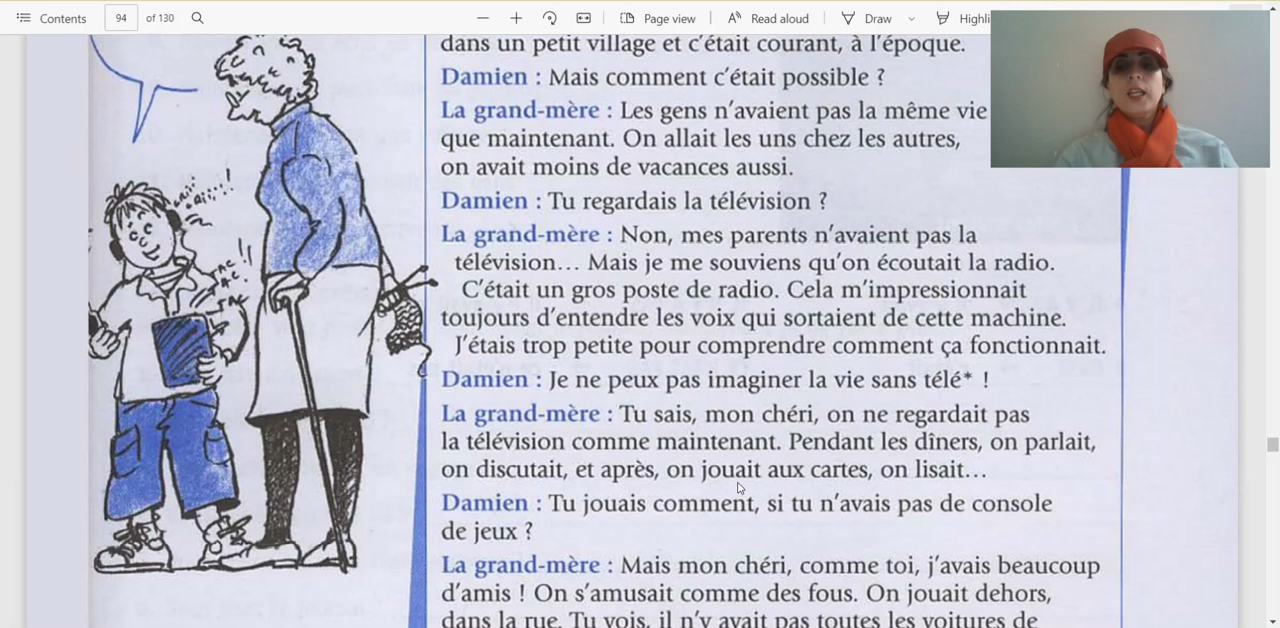 Contents
94
of 130
Page view
Read aloud
Draw
dans un petit village et c'était courant, à l'époque.
Damien : Mais comment c'était possible ?
La grand-mère : Les gens n'avaient pas la même vie
que maintenant. On allait les uns chez les autres,
on avait moins de vacances aussi.
Damien : Tu regardais la télévision ?
La grand-mère : Non, mes parents n'avaient pas la
télévision… Mais je me souviens qu'on écoutait la radio.
C'était un gros poste de radio. Cela m'impressionnait
toujours d'entendre les voix qui sortaient de cette machine.
J'étais trop petite pour comprendre comment ça fonctionnait.
Damien : Je ne peux pas imaginer la vie sans télé* !
La grand-mère : Tu sais, mon chéri, on ne regardait pas
la télévision comme maintenant. Pendant les dîners, on parlait,
on discutait, et après, on jouait aux cartes, on lisait…
Damien : Tu jouais comment, si tu n'avais pas de console
de jeux ?
La grand-mère : Mais mon chéri, comme toi, j'avais beaucoup
d'amis ! On s'amusait comme des fous. On jouait dehors,
dans la rue. Tu vois, il n'y avait pas toutes les voitures de